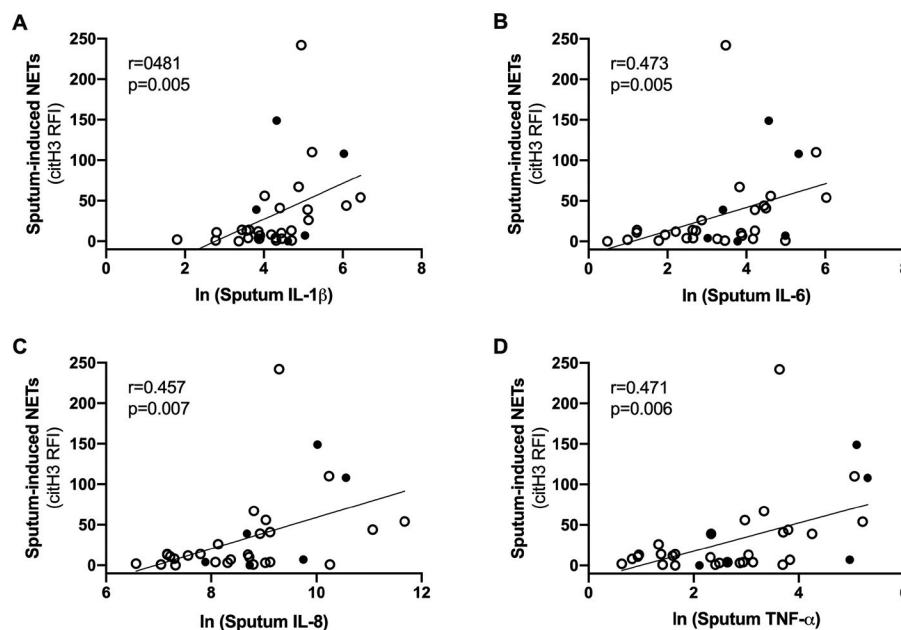 A
Sputum-induced NETs
(citH3 RFI)
250
200
150
100
50
0
r=0481
p=0.005
0 2 4 6 8
ln (Sputum IL-1β)
B
Sputum-induced NETs
(citH3 RFI)
250
200
150
100
50
0
r=0.473
p=0.005
0 2 4 6 8
ln (Sputum IL-6)
C
Sputum-induced NETs
(citH3 RFI)
250
200
150
100
50
0
r=0.457
p=0.007
6 8 10 12
ln (Sputum IL-8)
D
Sputum-induced NETs
(citH3 RFI)
250
200
150
100
50
0
r=0.471
p=0.006
0 2 4 6
ln (Sputum TNF-α)